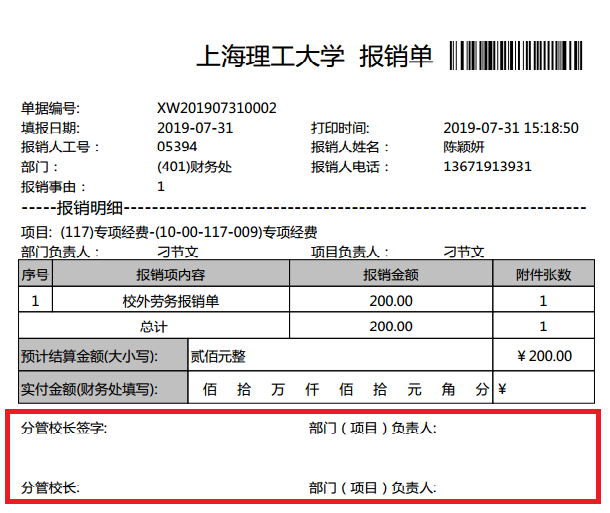 上海理工大学 报销单
单据编号: XW201907310002
填报日期: 2019-07-31 打印时间: 2019-07-31 15:18:50
报销人工号: 05394 报销人姓名: 陈颖妍
部门: (401)财务处 报销人电话: 13671913931
报销事由: 1
-----报销明细-----
项目: (117)专项经费-(10-00-117-009)专项经费
部门负责人: 刁节文 项目负责人: 刁节文
序号 报销项内容 报销金额 附件张数
1 校外劳务报销单 200.00 1
总计 200.00 1
预计结算金额(大小写): 贰佰元整 ¥200.00
实付金额(财务处填写): 佰 拾 万 仟 佰 拾 元 角 分 ¥
分管校长签字: 部门(项目)负责人:
分管校长: 部门(项目)负责人: